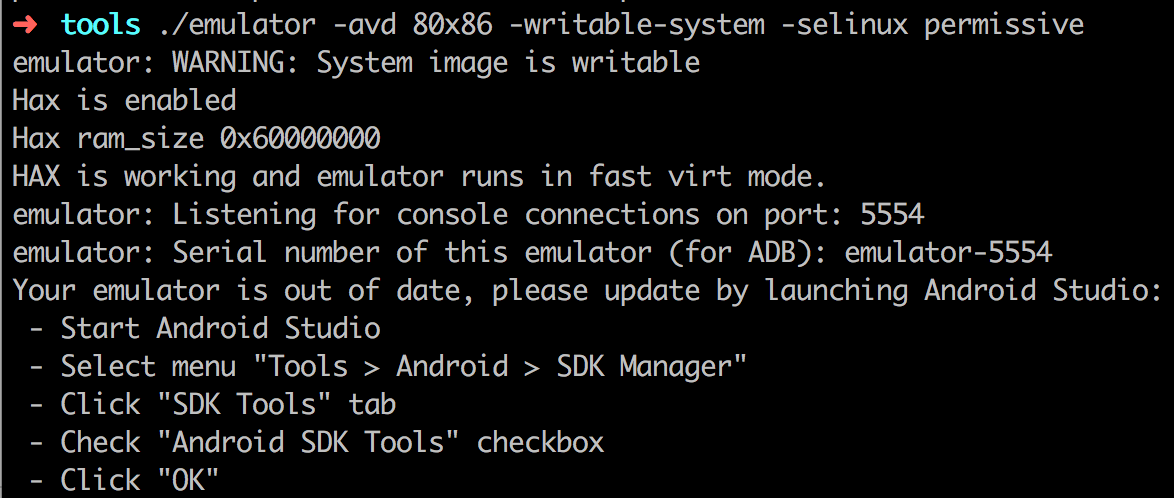 ➜ tools ./emulator -avd 80x86 -writable-system -selinux permissive
emulator: WARNING: System image is writable
Hax is enabled
Hax ram_size 0x60000000
HAX is working and emulator runs in fast virt mode.
emulator: Listening for console connections on port: 5554
emulator: Serial number of this emulator (for ADB): emulator-5554
Your emulator is out of date, please update by launching Android Studio:
- Start Android Studio
- Select menu "Tools > Android > SDK Manager"
- Click "SDK Tools" tab
- Check "Android SDK Tools" checkbox
- Click "OK"